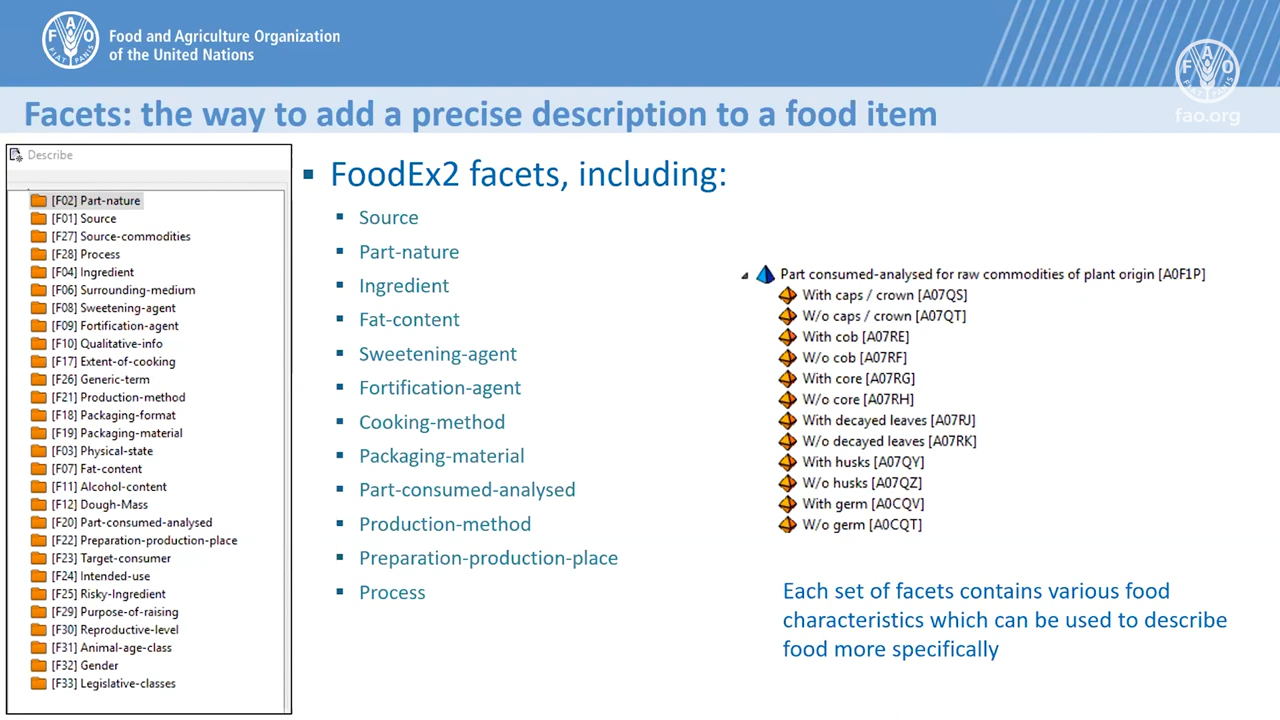 Food and Agriculture Organization
of the United Nations
FAO
FIAT PANIS
fao.org
Facets: the way to add a precise description to a food item
Describe
[F02] Part-nature
[F01] Source
[F27] Source-commodities
[F28] Process
[F04] Ingredient
[F06] Surrounding-medium
[F08] Sweetening-agent
[F09] Fortification-agent
[F10] Qualitative-info
[F17] Extent-of-cooking
[F26] Generic-term
[F21] Production-method
[F18] Packaging-format
[F19] Packaging-material
[F03] Physical-state
[F07] Fat-content
[F11] Alcohol-content
[F12] Dough-Mass
[F20] Part-consumed-analysed
[F22] Preparation-production-place
[F23] Target-consumer
[F24] Intended-use
[F25] Risky-Ingredient
[F29] Purpose-of-raising
[F30] Reproductive-level
[F31] Animal-age-class
[F32] Gender
[F33] Legislative-classes
FoodEx2 facets, including:
Source
Part-nature
Ingredient
Fat-content
Sweetening-agent
Fortification-agent
Cooking-method
Packaging-material
Part-consumed-analysed
Production-method
Preparation-production-place
Process
Part consumed-analysed for raw commodities of plant origin [A0F1P]
With caps / crown [A07QS]
W/o caps / crown [A07QT]
With cob [A07RE]
W/o cob [A07RF]
With core [A07RG]
W/o core [A07RH]
With decayed leaves [A07RJ]
W/o decayed leaves [A07RK]
With husks [A07QY]
W/o husks [A07QZ]
With germ [A0CQV]
W/o germ [A0CQT]
Each set of facets contains various food
characteristics which can be used to describe
food more specifically